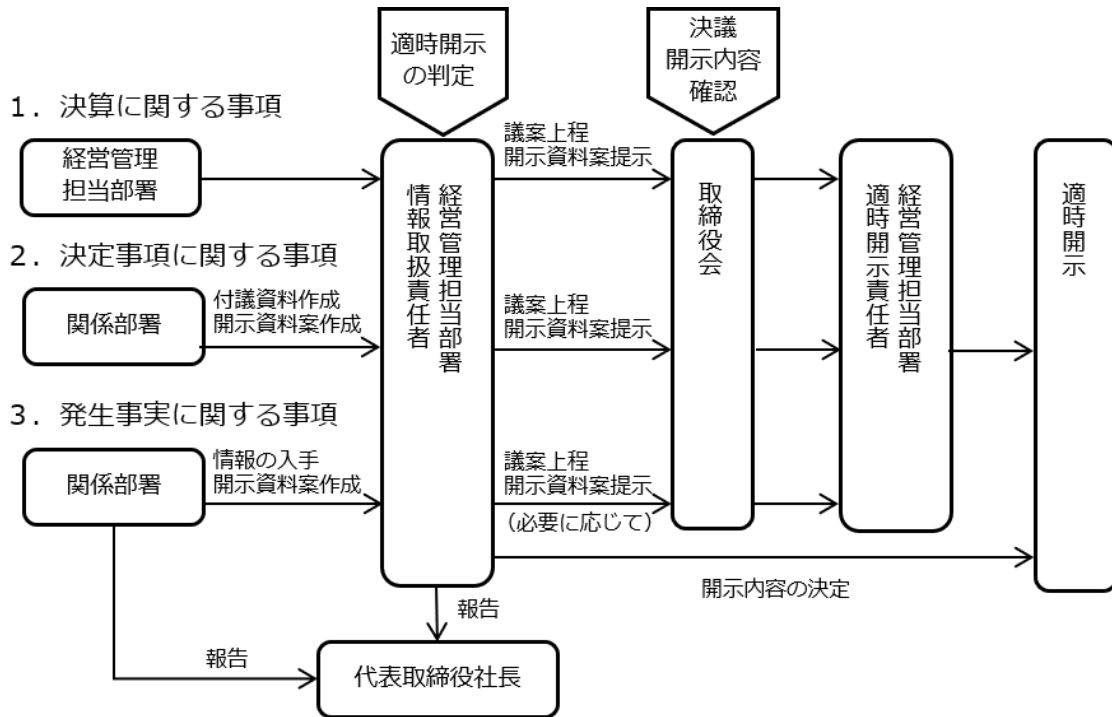 適時開示
の判定
決議
開示内容
確認
1．決算に関する事項
経営管理
担当部署
議案上程
開示資料案提示
経営管理担当部署
情報取扱責任者
取締役会
経営管理担当部署
適時開示責任者
適時開示
2．決定事項に関する事項
関係部署
付議資料作成
開示資料案作成
議案上程
開示資料案提示
3．発生事実に関する事項
関係部署
情報の入手
開示資料案作成
議案上程
開示資料案提示
（必要に応じて）
開示内容の決定
報告
報告
代表取締役社長